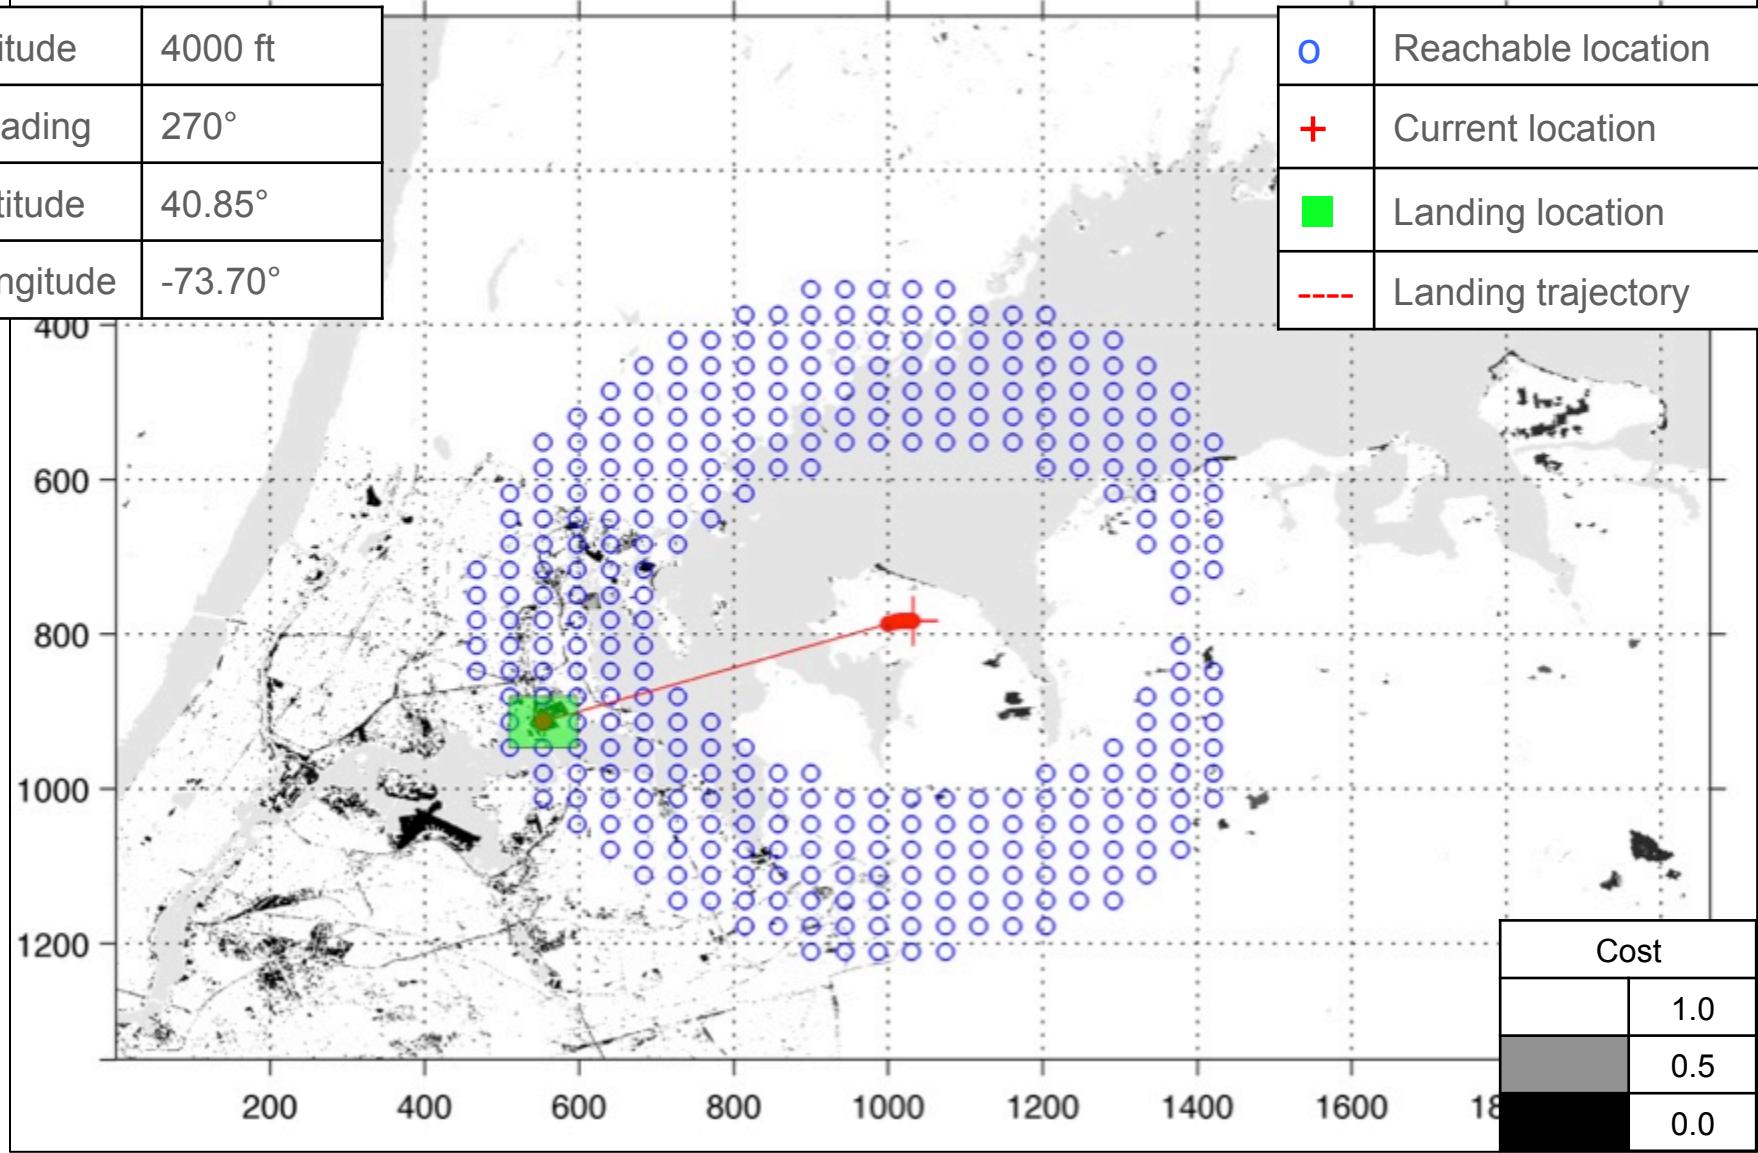 itude 4000 ft
ading 270°
titude 40.85°
ngitude -73.70°
o Reachable location
+ Current location
Landing location
---- Landing trajectory
400
600
800
1000
1200
200 400 600 800 1000 1200 1400 1600 18
Cost
1.0
0.5
0.0